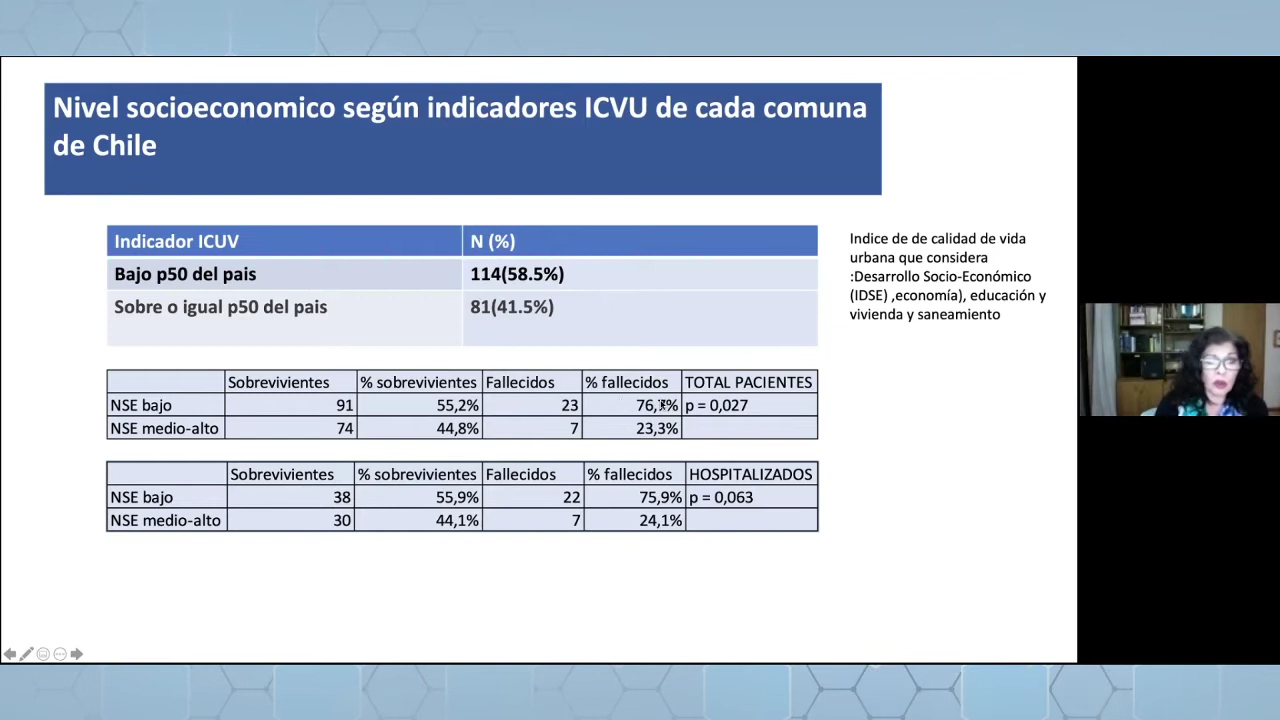 Nivel socioeconomico según indicadores ICVU de cada comuna
de Chile
Indicador ICUV N (%)
Bajo p50 del pais 114(58.5%)
Sobre o igual p50 del pais 81(41.5%)
Indice de de calidad de vida
urbana que considera
:Desarrollo Socio-Económico
(IDSE) ,economía), educación y
vivienda y saneamiento
Sobrevivientes % sobrevivientes Fallecidos % fallecidos TOTAL PACIENTES
NSE bajo 91 55,2% 23 76,7% p = 0,027
NSE medio-alto 74 44,8% 7 23,3%
Sobrevivientes % sobrevivientes Fallecidos % fallecidos HOSPITALIZADOS
NSE bajo 38 55,9% 22 75,9% p = 0,063
NSE medio-alto 30 44,1% 7 24,1%